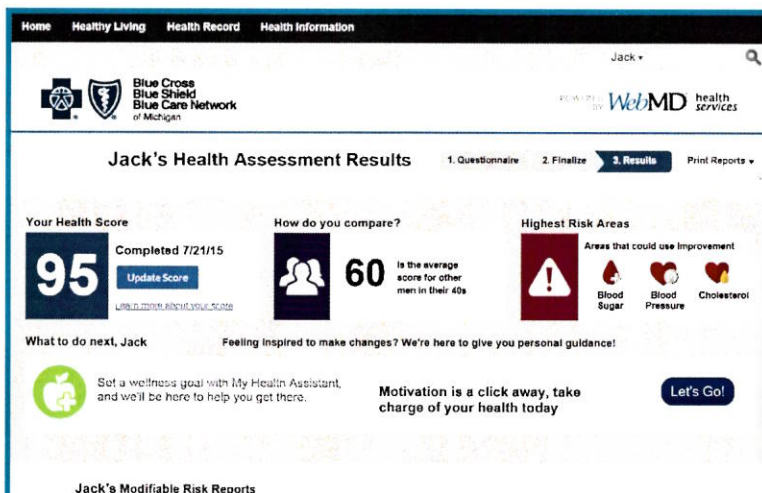 Home Healthy Living Health Record Health Information
Jack
Blue Cross
Blue Shield
Blue Care Network
of Michigan
POWERED
BY
WebMD health
services
Jack's Health Assessment Results
1. Questionnaire 2. Finalize 3. Results Print Reports
Your Health Score
95
Completed 7/21/15
Update Score
Learn more about your score
How do you compare?
60
is the average
score for other
men in their 40s
Highest Risk Areas
Areas that could use improvement
Blood
Sugar
Blood
Pressure
Cholesterol
What to do next, Jack
Feeling inspired to make changes? We're here to give you personal guidance!
Set a wellness goal with My Health Assistant,
and we'll be here to help you get there.
Motivation is a click away, take
charge of your health today
Let's Go!
Jack's Modifiable Risk Reports